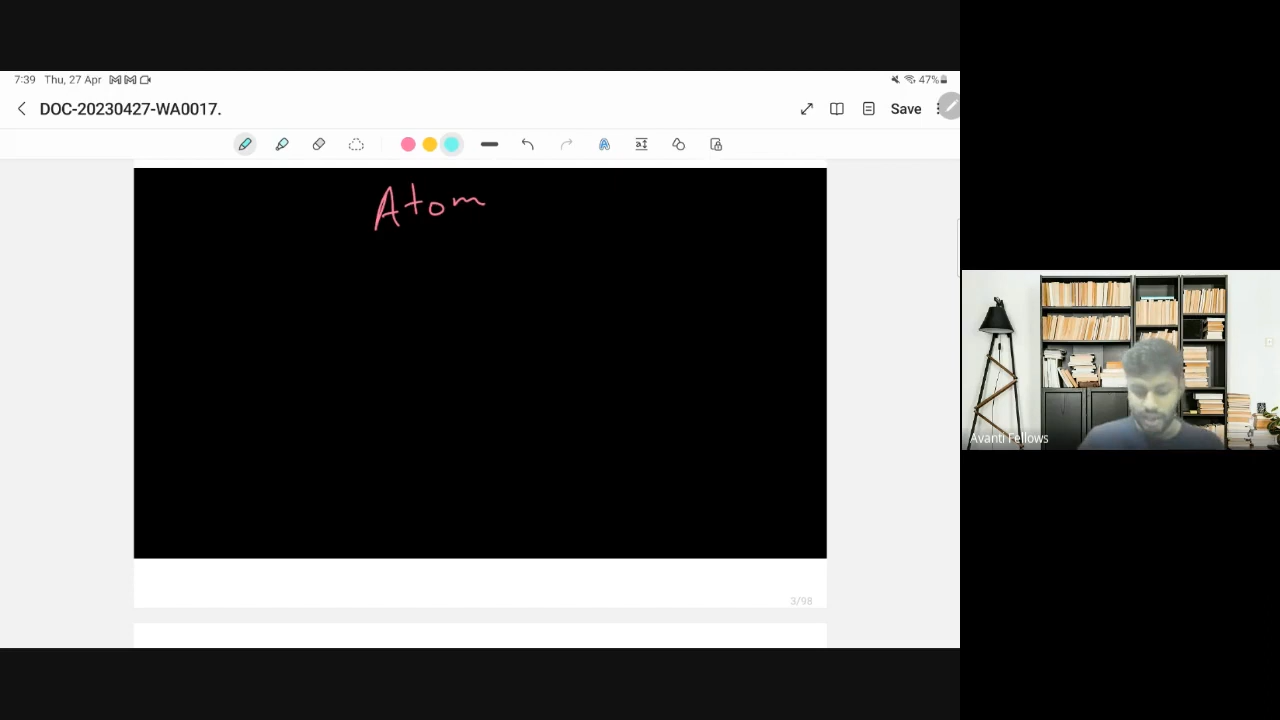 7:39 Thu, 27 Apr 47%
DOC-20230427-WA0017.
Save
Atom
3/98
Avanti Fellows